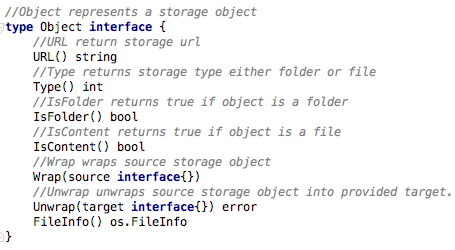 //Object represents a storage object
type Object interface {
    //URL return storage url
    URL() string
    //Type returns storage type either folder or file
    Type() int
    //IsFolder returns true if object is a folder
    IsFolder() bool
    //IsContent returns true if object is a file
    IsContent() bool
    //Wrap wraps source storage object
    Wrap(source interface{})
    //Unwrap unwraps source storage object into provided target.
    Unwrap(target interface{}) error
    FileInfo() os.FileInfo
}